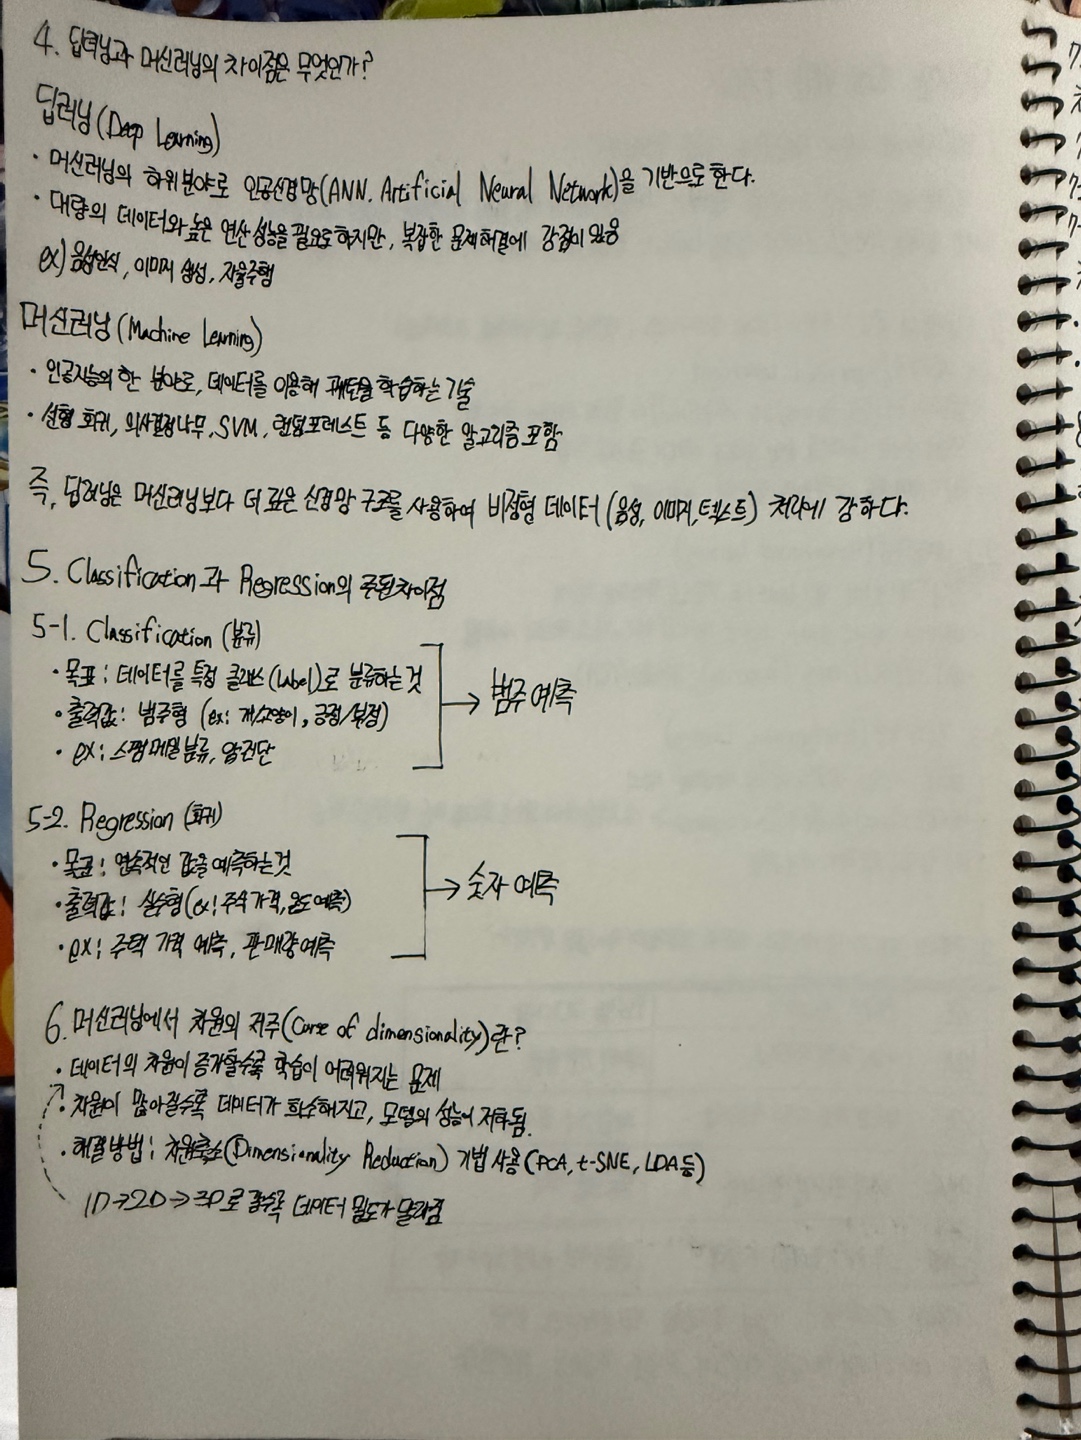 4. 딥러닝과 머신러닝의 차이점은 무엇인가?
딥러닝(Deep Learning)
· 머신러닝의 하위분야로 인공신경망(ANN. Artificial Neural Network)을 기반으로 한다.
· 대량의 데이터와 높은 연산성능을 필요로하지만, 복잡한 문제해결에 강점이 있음
ex) 음성인식, 이미지 생성, 자율주행
머신러닝(Machine Learning)
· 인공지능의 한 분야로, 데이터를 이용해 패턴을 학습하는 기술
· 선형 회귀, 의사결정나무, SVM, 랜덤포레스트 등 다양한 알고리즘 포함
즉, 딥러닝은 머신러닝보다 더 깊은 신경망 구조를 사용하여 비정형 데이터(음성, 이미지, 텍스트) 처리에 강하다.
5. Classification과 Regression의 주된차이점
5-1. Classification (분류)
· 목표 : 데이터를 특정 클래스(Label)로 분류하는 것
· 출력값 : 범주형 (ex: 개/고양이, 긍정/부정)
· ex : 스팸메일분류, 암진단
→ 범주 예측
5-2. Regression (회귀)
· 목표 : 연속적인 값을 예측하는것
· 출력값 : 실수형(ex: 주식가격, 온도예측)
· ex : 주택 가격 예측, 판매량예측
→ 숫자 예측
6. 머신러닝에서 차원의 저주(Curse of dimensionality)란?
· 데이터의 차원이 증가할수록 학습이 어려워지는 문제
· 차원이 많아질수록 데이터가 희소해지고, 모델의 성능이 저하됨.
· 해결방법 : 차원축소(Dimensionality Reduction) 기법 사용(PCA, t-SNE, LDA등)
1D→2D→3D로 갈수록 데이터 밀도가 달라짐